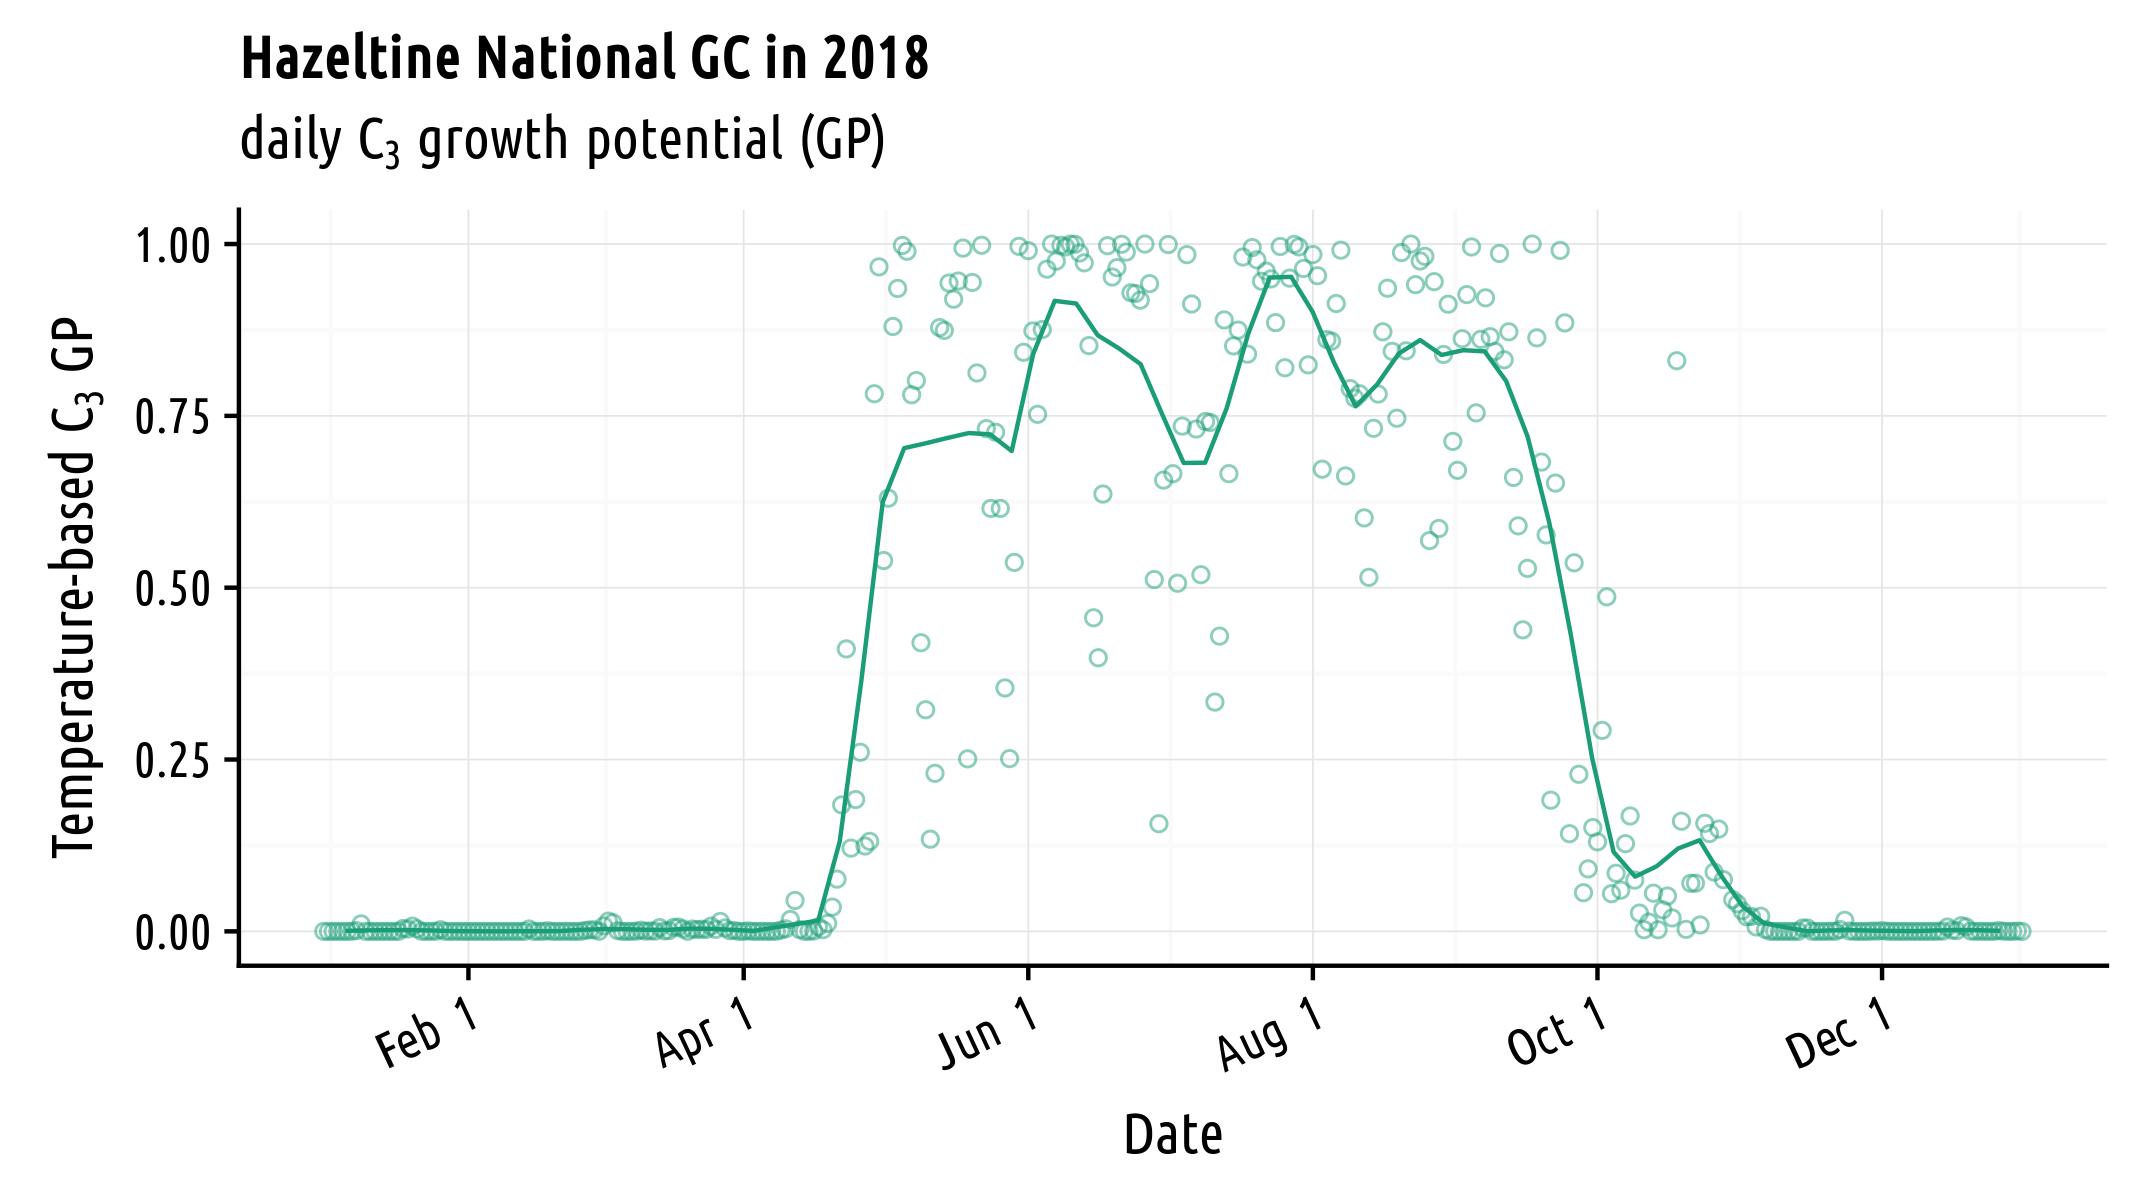 Hazeltine National GC in 2018
daily C₃ growth potential (GP)
Temperature-based C₃ GP
1.00
0.75
0.50
0.25
0.00
Feb 1
Apr 1
Jun 1
Aug 1
Oct 1
Dec 1
Date